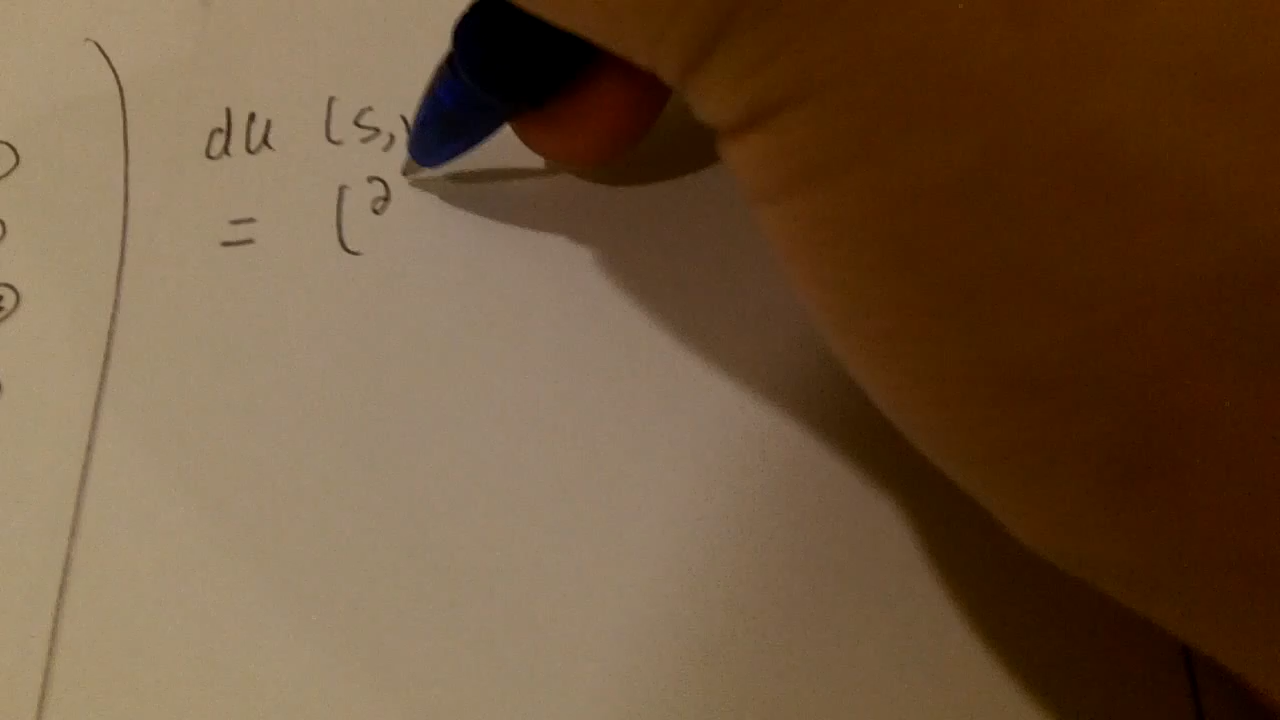 du (s,
= (∂